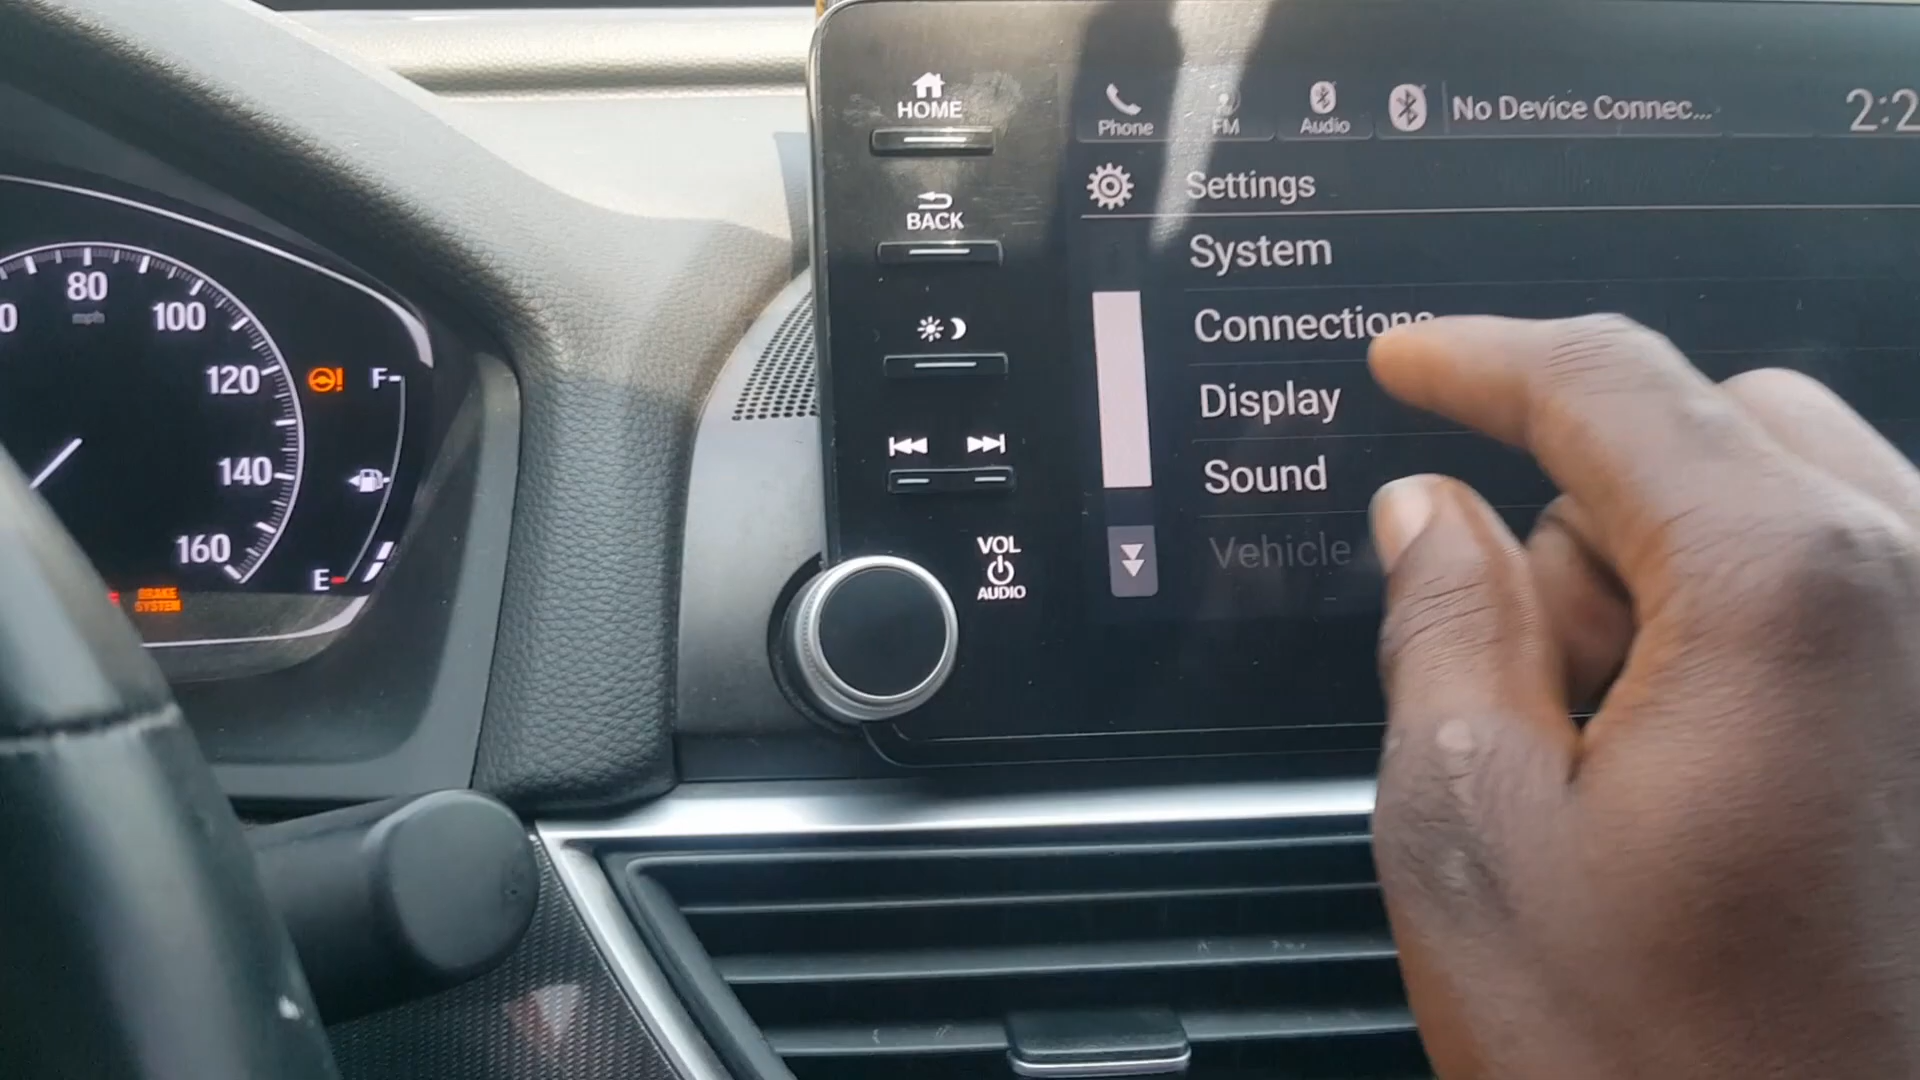 HOME
BACK
VOL
AUDIO
Phone
FM
Audio
No Device Connec...
2:2
Settings
System
Connections
Display
Sound
Vehicle
0
80
mph
100
120
140
160
F
E
BRAKE
SYSTEM